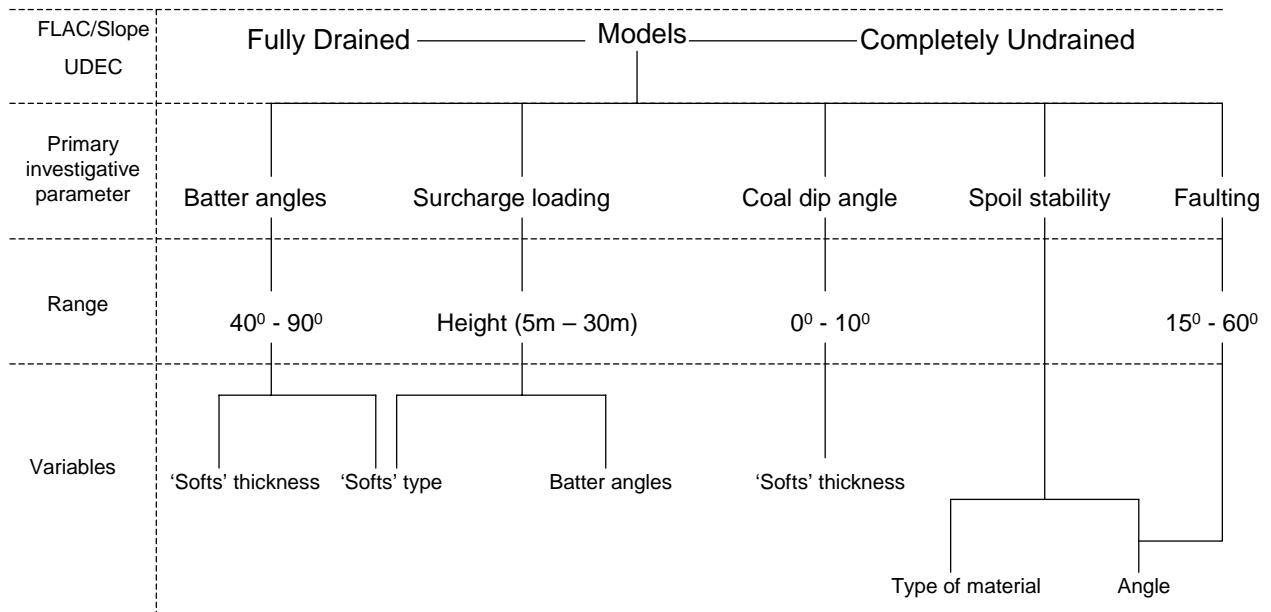 FLAC/Slope
UDEC
Fully Drained
Models
Completely Undrained
Primary
investigative
parameter
Batter angles
Surcharge loading
Coal dip angle
Spoil stability
Faulting
Range
40⁰ - 90⁰
Height (5m – 30m)
0⁰ - 10⁰
15⁰ - 60⁰
Variables
‘Softs’ thickness
‘Softs’ type
Batter angles
‘Softs’ thickness
Type of material
Angle